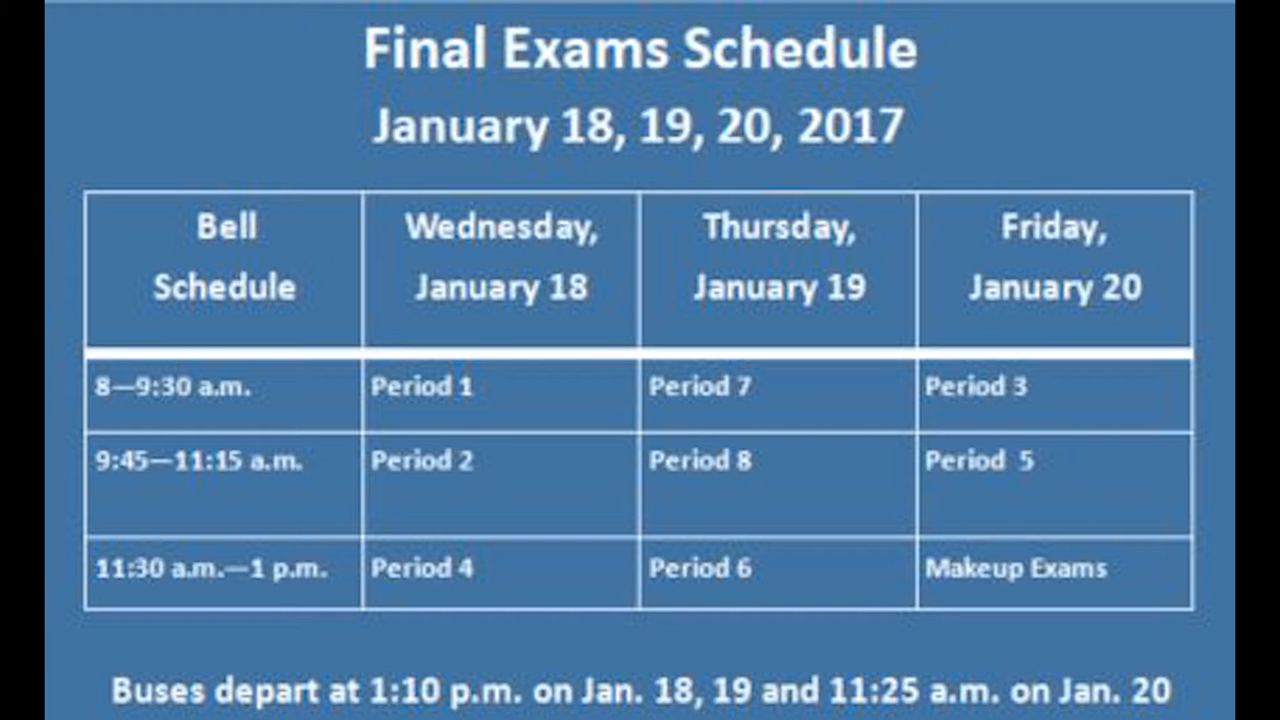 Final Exams Schedule
January 18, 19, 20, 2017
Bell Schedule Wednesday, January 18 Thursday, January 19 Friday, January 20
8—9:30 a.m. Period 1 Period 7 Period 3
9:45—11:15 a.m. Period 2 Period 8 Period 5
11:30 a.m.—1 p.m. Period 4 Period 6 Makeup Exams
Buses depart at 1:10 p.m. on Jan. 18, 19 and 11:25 a.m. on Jan. 20